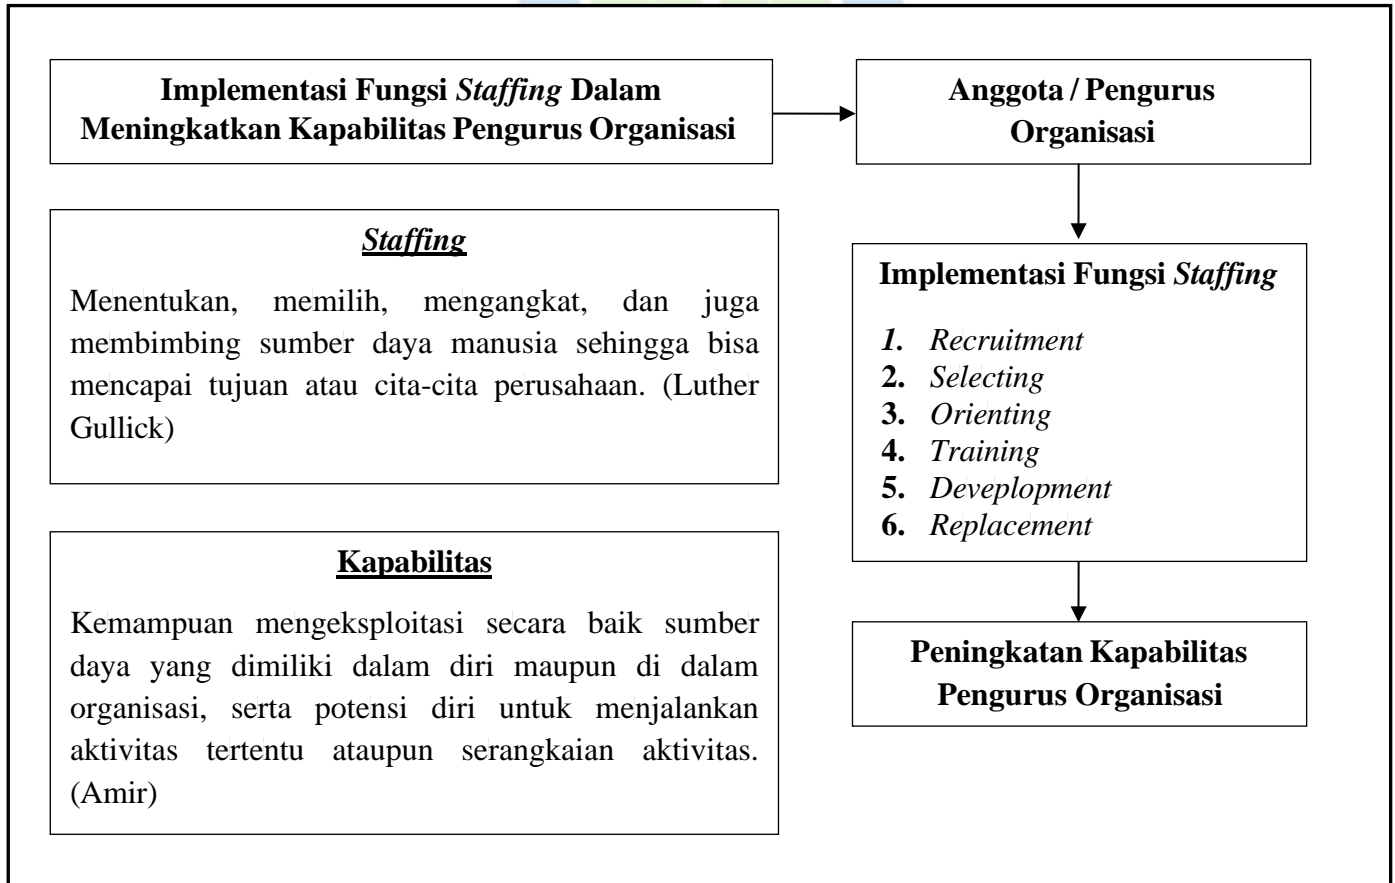 Implementasi Fungsi Staffing Dalam
Meningkatkan Kapabilitas Pengurus Organisasi
Anggota / Pengurus
Organisasi
Staffing
Menentukan, memilih, mengangkat, dan juga
membimbing sumber daya manusia sehingga bisa
mencapai tujuan atau cita-cita perusahaan. (Luther
Gullick)
Implementasi Fungsi Staffing
1. Recruitment
2. Selecting
3. Orienting
4. Training
5. Deveplopment
6. Replacement
Kapabilitas
Kemampuan mengeksploitasi secara baik sumber
daya yang dimiliki dalam diri maupun di dalam
organisasi, serta potensi diri untuk menjalankan
aktivitas tertentu ataupun serangkaian aktivitas.
(Amir)
Peningkatan Kapabilitas
Pengurus Organisasi